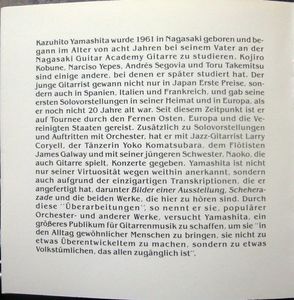 Kazuhito Yamashita wurde 1961 in Nagasaki geboren und be-
gann im Alter von acht Jahren bei seinem Vater an der
Nagasaki Guitar Academy Gitarre zu studieren. Kojiro
Kobune, Narciso Yepes, Andrés Segovia und Toru Takemitsu
sind einige andere, bei denen er später studiert hat. Der
junge Gitarrist gewann nicht nur in Japan Erste Preise, son-
dern auch in Spanien, Italien und Frankreich, und gab seine
ersten Solovorstellungen in seiner Heimat und in Europa, als
er noch nicht 20 Jahre alt war. Seit diesem Zeitpunkt ist er
auf Tournee durch den Fernen Osten, Europa und die Ve-
reinigten Staaten gereist. Zusätzlich zu Solovorstellungen
und Auftritten mit Orchester, hat er mit Jazz-Gitarrist Larry
Coryell, der Tänzerin Yoko Komatsubara, dem Flötisten
James Galway und mit seiner jüngeren Schwester, Naoko, die
auch Gitarre spielt, Konzerte gegeben. Yamashita ist nicht
nur seiner Virtuosität wegen weithin anerkannt, sondern
auch aufgrund der einzigartigen Transkriptionen, die er
angefertigt hat, darunter Bilder einer Ausstellung, Schehera-
zade und die beiden Werke, die hier zu hören sind. Durch
diese "Überarbeitungen", so nennt er sie, populärer
Orchester- und anderer Werke, versucht Yamashita, ein
größeres Publikum für Gitarrenmusik zu schaffen, um sie "in
den Alltag gewöhnlicher Menschen zu bringen, sie nicht zu
etwas Überentwickeltem zu machen, sondern zu etwas
Volkstümlichen, das allen zugänglich ist".